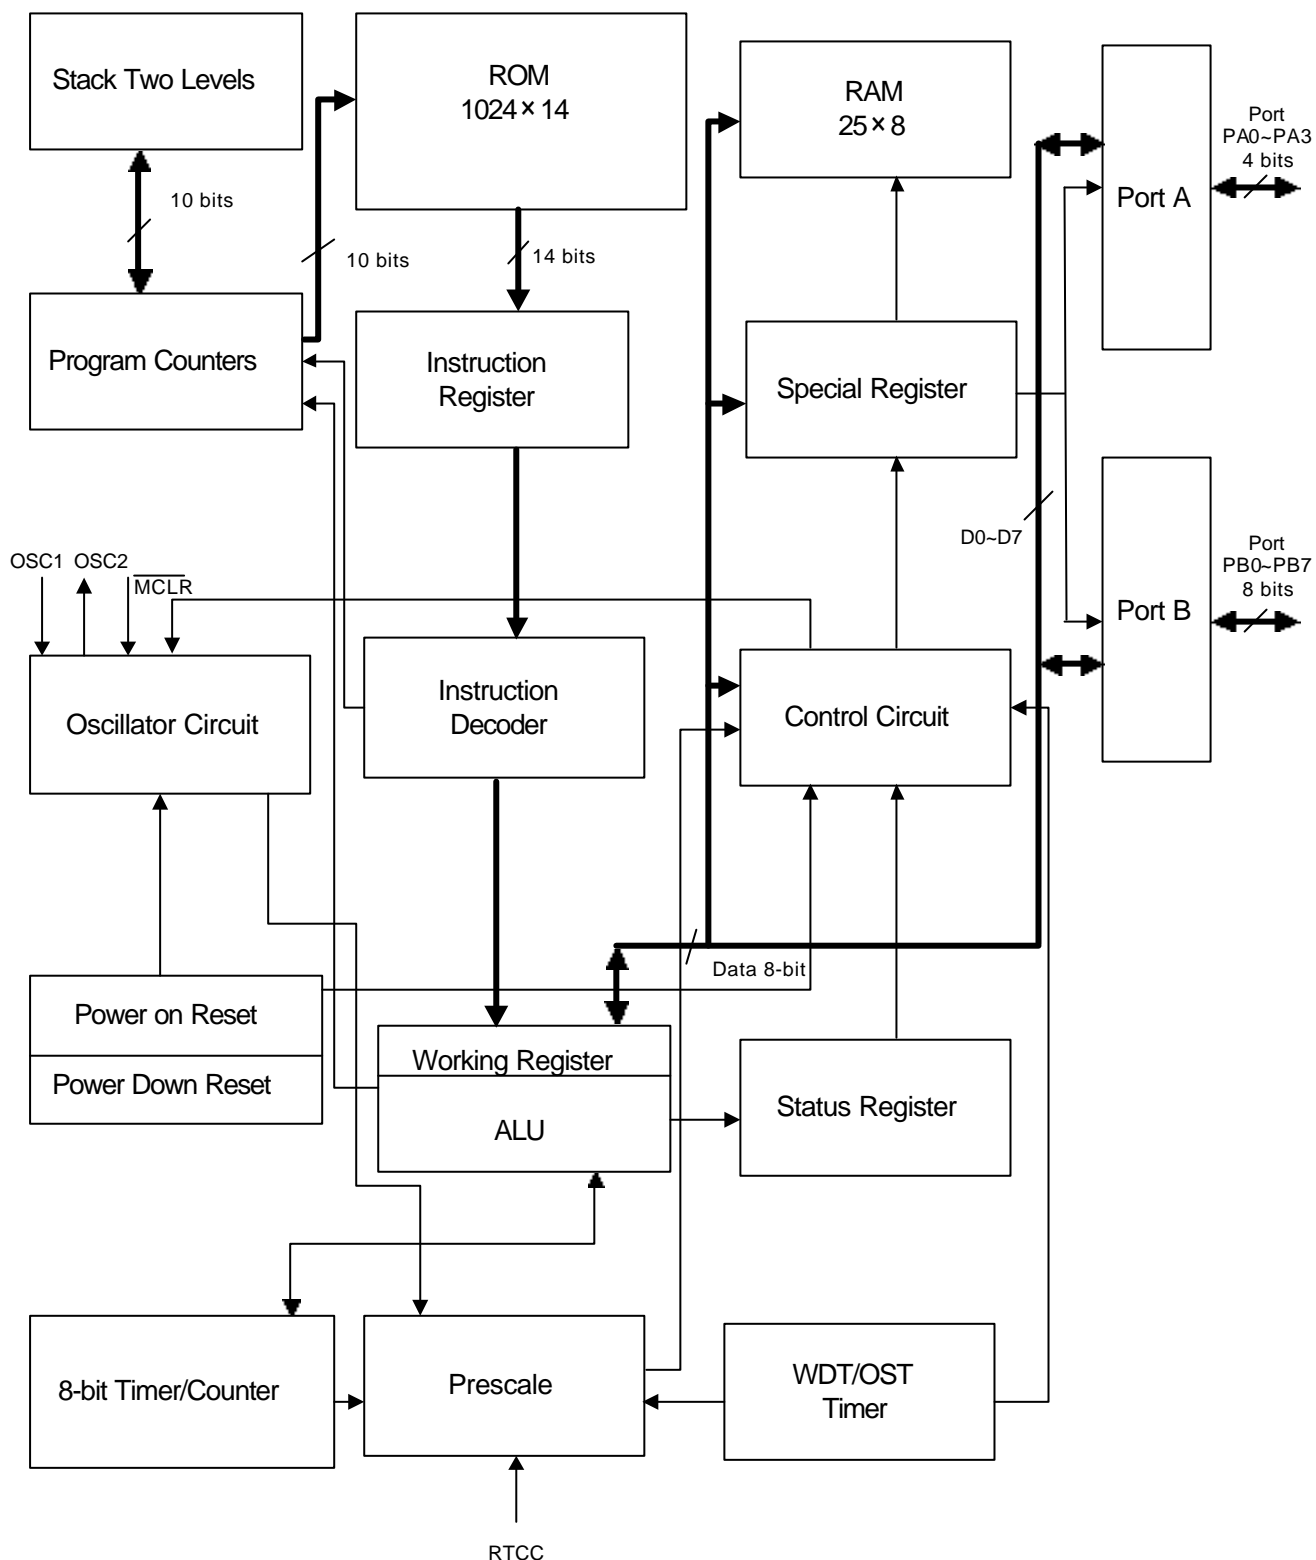 Stack Two Levels
ROM
1024×14
RAM
25×8
Port
PA0~PA3
4 bits
Port A
10 bits
10 bits
14 bits
Program Counters
Instruction
Register
Special Register
D0~D7
Port
PB0~PB7
8 bits
Port B
OSC1
OSC2
MCLR
Oscillator Circuit
Instruction
Decoder
Control Circuit
Data 8-bit
Power on Reset
Power Down Reset
Working Register
ALU
Status Register
8-bit Timer/Counter
Prescale
WDT/OST
Timer
RTCC